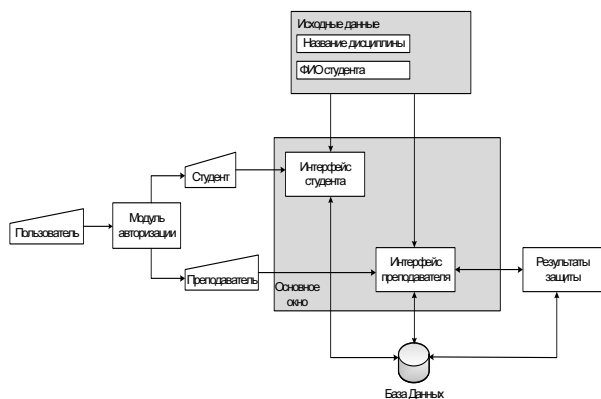 Исходные данные
Название дисциплины
ФИО студента
Студент
Интерфейс
студента
Пользователь
Модуль
авторизации
Преподаватель
Основное
окно
Интерфейс
преподавателя
Результаты
защиты
База Данных